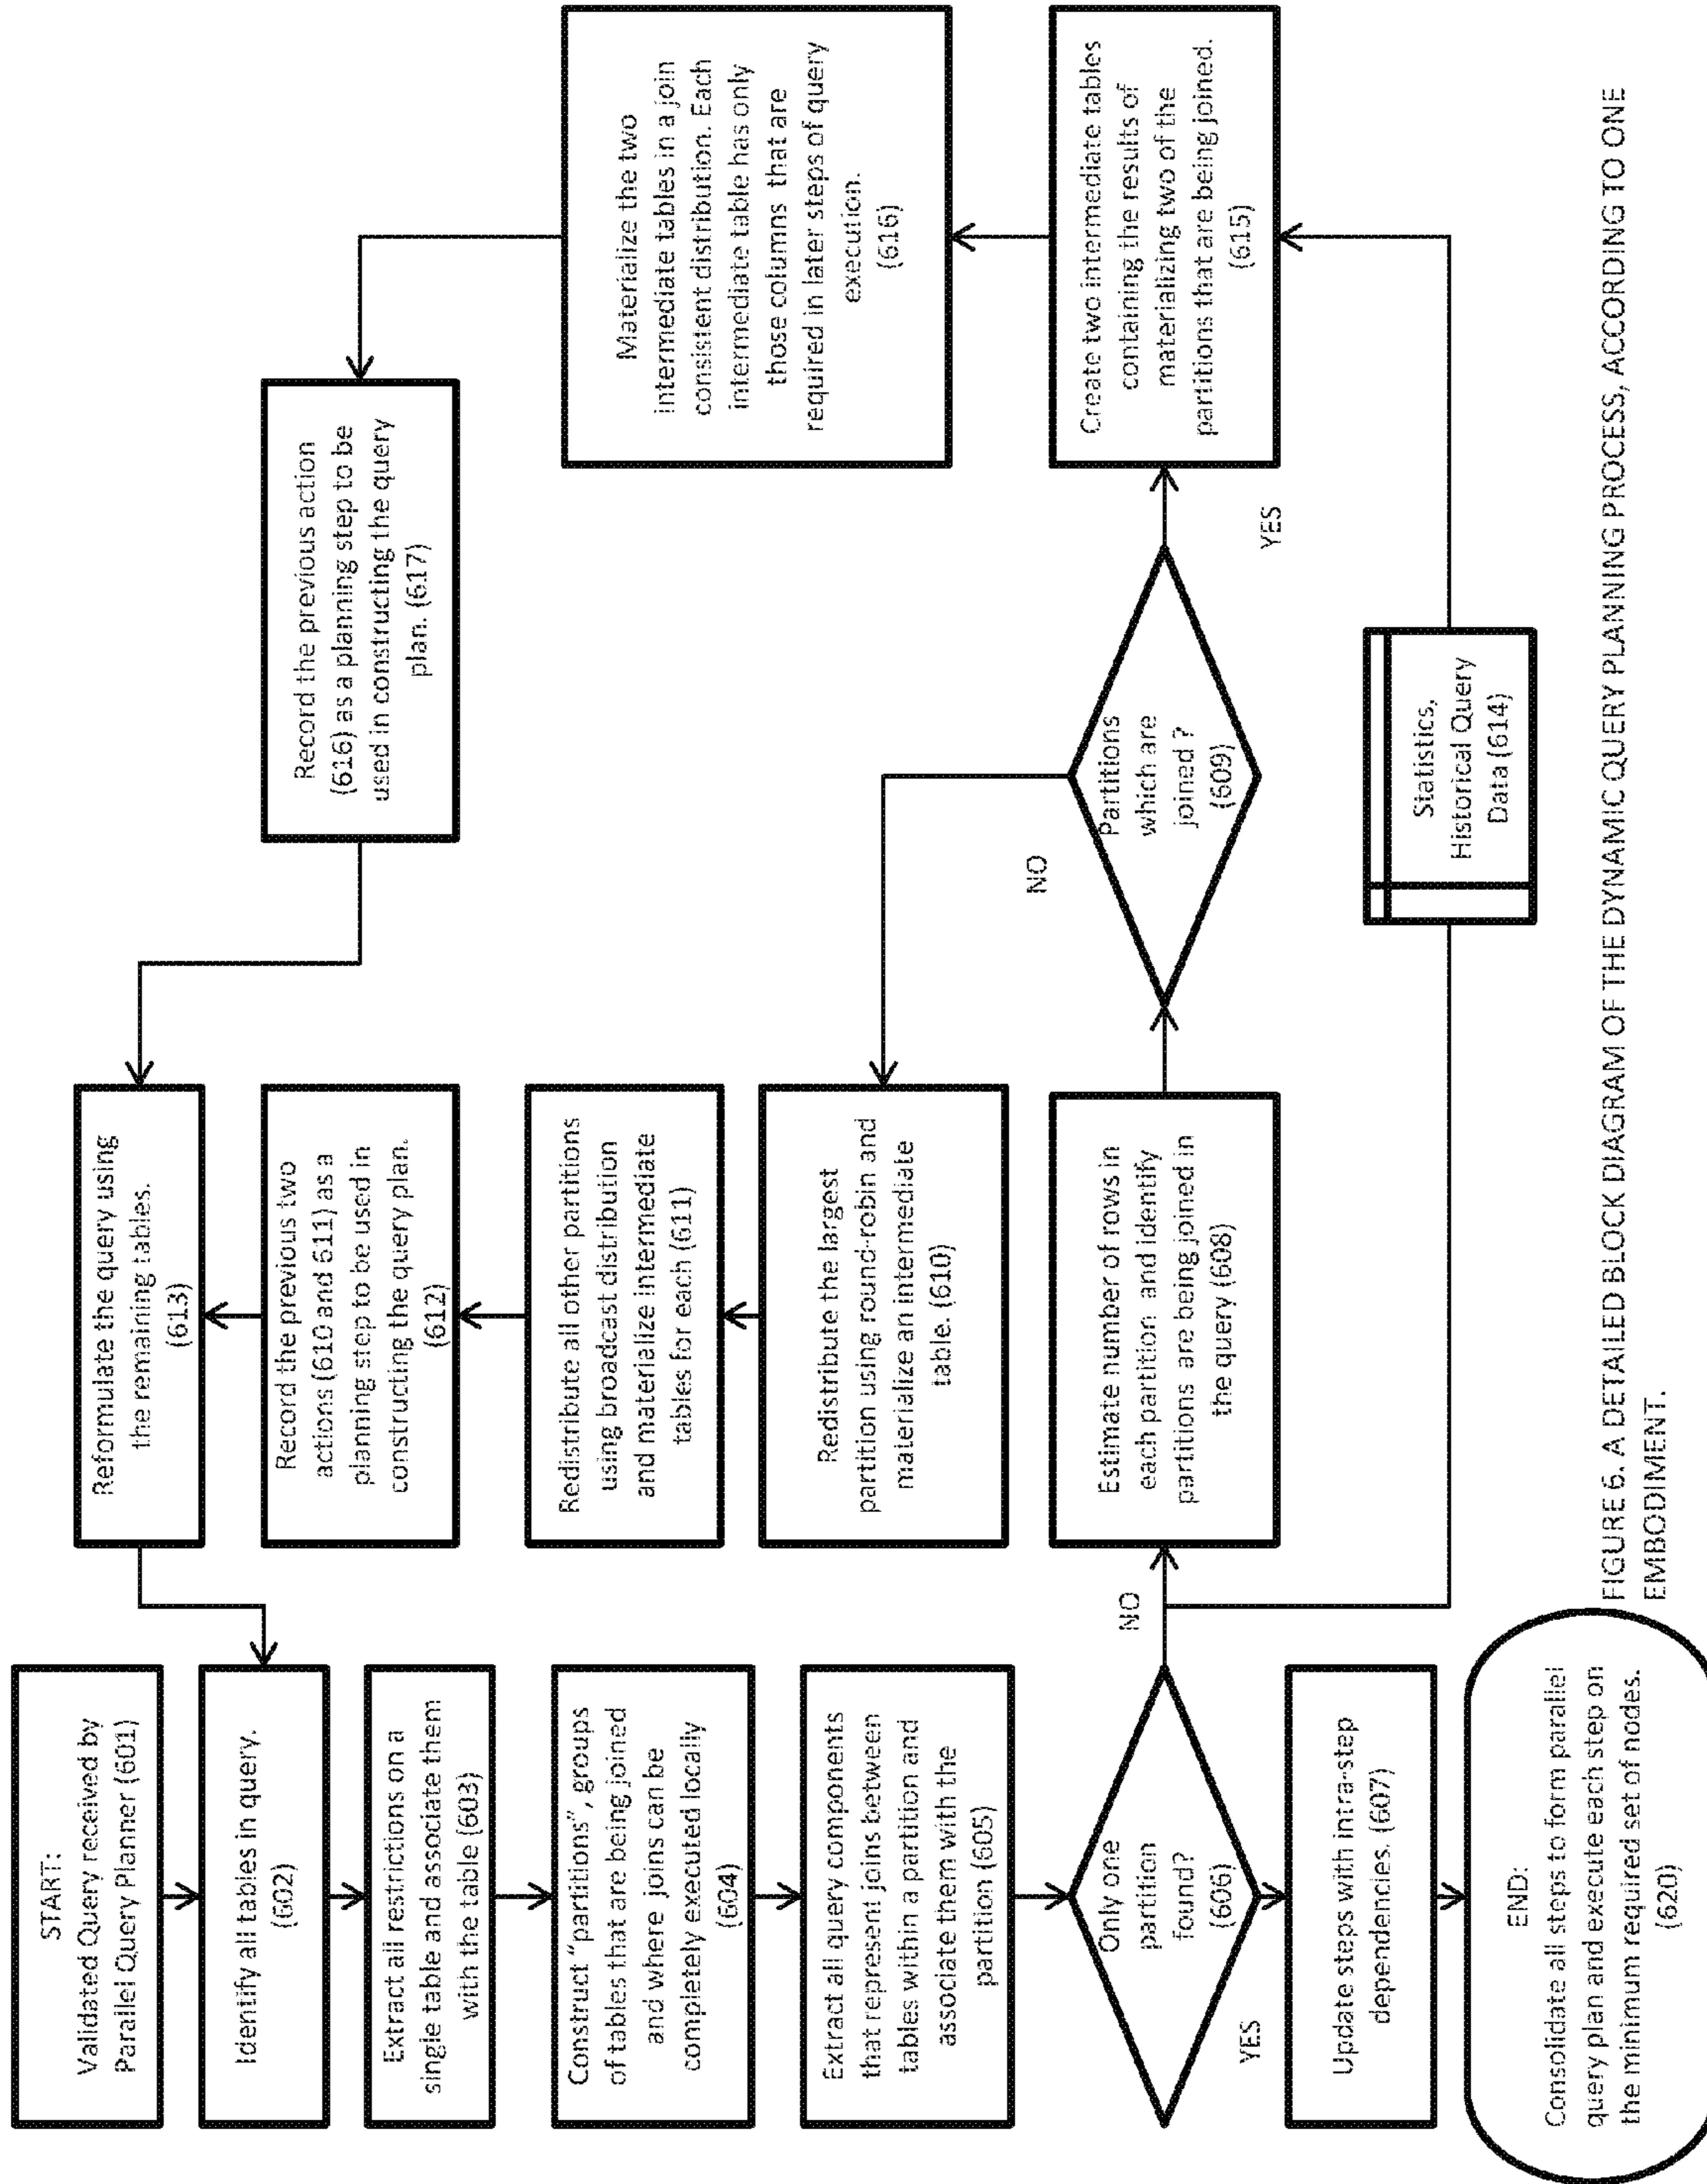 START:
Validated Query received by
Parallel Query Planner (601)
Identify all tables in query.
(602)
Extract all restrictions on a
single table and associate them
with the table (603)
Construct "partitions", groups
of tables that are being joined
and where joins can be
completely executed locally
(604)
Extract all query components
that represent joins between
tables within a partition and
associate them with the
partition (605)
Only one
partition
found?
(606)
YES
NO
Update steps with intra-step
dependencies. (607)
END:
Consolidate all steps to form parallel
query plan and execute each step on
the minimum required set of nodes.
(620)
Reformulate the query using
the remaining tables.
(613)
Record the previous two
actions (610 and 611) as a
planning step to be used in
constructing the query plan.
(612)
Redistribute all other partitions
using broadcast distribution
and materialize intermediate
tables for each (611)
Redistribute the largest
partition using round-robin and
materialize an intermediate
table. (610)
Estimate number of rows in
each partition and identify
partitions are being joined in
the query (608)
NO
Partitions
which are
joined ?
(609)
YES
Statistics,
Historical Query
Data (614)
Record the previous action
(616) as a planning step to be
used in constructing the query
plan. (617)
Materialize the two
intermediate tables in a join
consistent distribution. Each
intermediate table has only
those columns that are
required in later steps of query
execution.
(616)
Create two intermediate tables
containing the results of
materializing two of the
partitions that are being joined.
(615)
FIGURE 6. A DETAILED BLOCK DIAGRAM OF THE DYNAMIC QUERY PLANNING PROCESS, ACCORDING TO ONE
EMBODIMENT.